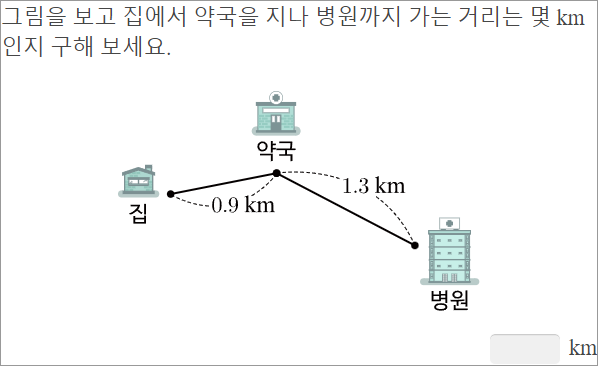 그림을 보고 집에서 약국을 지나 병원까지 가는 거리는 몇 km
인지 구해 보세요.
약국
1.3 km
0.9 km
집
병원
km